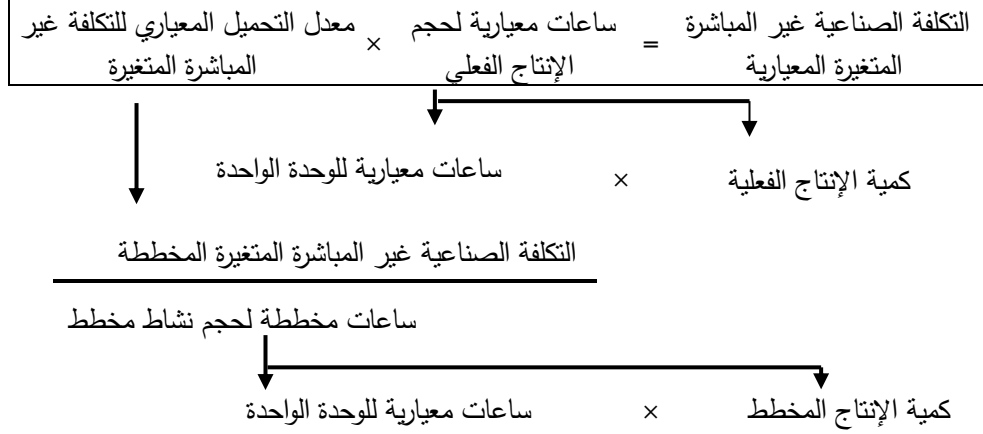 التكلفة الصناعية غير المباشرة = ساعات معيارية لحجم × معدل التحميل المعياري للتكلفة غير
المتغيرة المعيارية الإنتاج الفعلي المباشرة المتغيرة
كمية الإنتاج الفعلية × ساعات معيارية للوحدة الواحدة
التكلفة الصناعية غير المباشرة المتغيرة المخططة
ساعات مخططة لحجم نشاط مخطط
كمية الإنتاج المخطط × ساعات معيارية للوحدة الواحدة